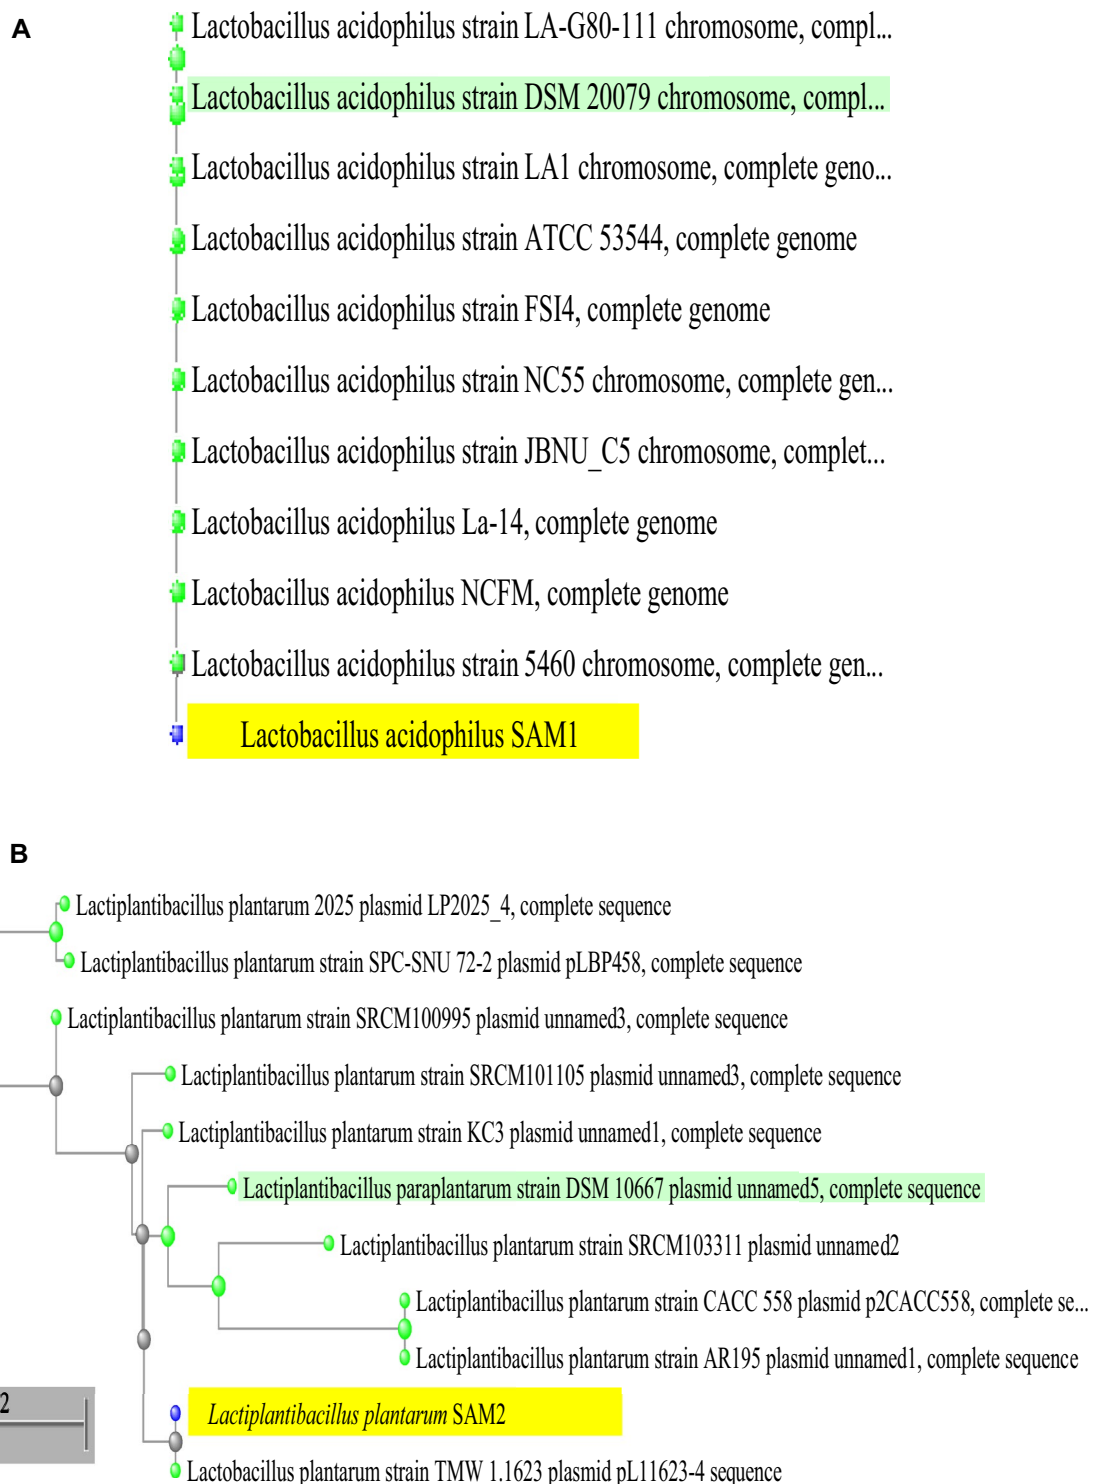 A
Lactobacillus acidophilus strain LA-G80-111 chromosome, compl...
Lactobacillus acidophilus strain DSM 20079 chromosome, compl...
Lactobacillus acidophilus strain LA1 chromosome, complete geno...
Lactobacillus acidophilus strain ATCC 53544, complete genome
Lactobacillus acidophilus strain FSI4, complete genome
Lactobacillus acidophilus strain NC55 chromosome, complete gen...
Lactobacillus acidophilus strain JBNU_C5 chromosome, complet...
Lactobacillus acidophilus La-14, complete genome
Lactobacillus acidophilus NCFM, complete genome
Lactobacillus acidophilus strain 5460 chromosome, complete gen...
Lactobacillus acidophilus SAM1
B
Lactiplantibacillus plantarum 2025 plasmid LP2025_4, complete sequence
Lactiplantibacillus plantarum strain SPC-SNU 72-2 plasmid pLBP458, complete sequence
Lactiplantibacillus plantarum strain SRCM100995 plasmid unnamed3, complete sequence
Lactiplantibacillus plantarum strain SRCM101105 plasmid unnamed3, complete sequence
Lactiplantibacillus plantarum strain KC3 plasmid unnamed1, complete sequence
Lactiplantibacillus paraplantarum strain DSM 10667 plasmid unnamed5, complete sequence
Lactiplantibacillus plantarum strain SRCM103311 plasmid unnamed2
Lactiplantibacillus plantarum strain CACC 558 plasmid p2CACC558, complete se...
Lactiplantibacillus plantarum strain AR195 plasmid unnamed1, complete sequence
2
Lactiplantibacillus plantarum SAM2
Lactobacillus plantarum strain TMW 1.1623 plasmid pL11623-4 sequence